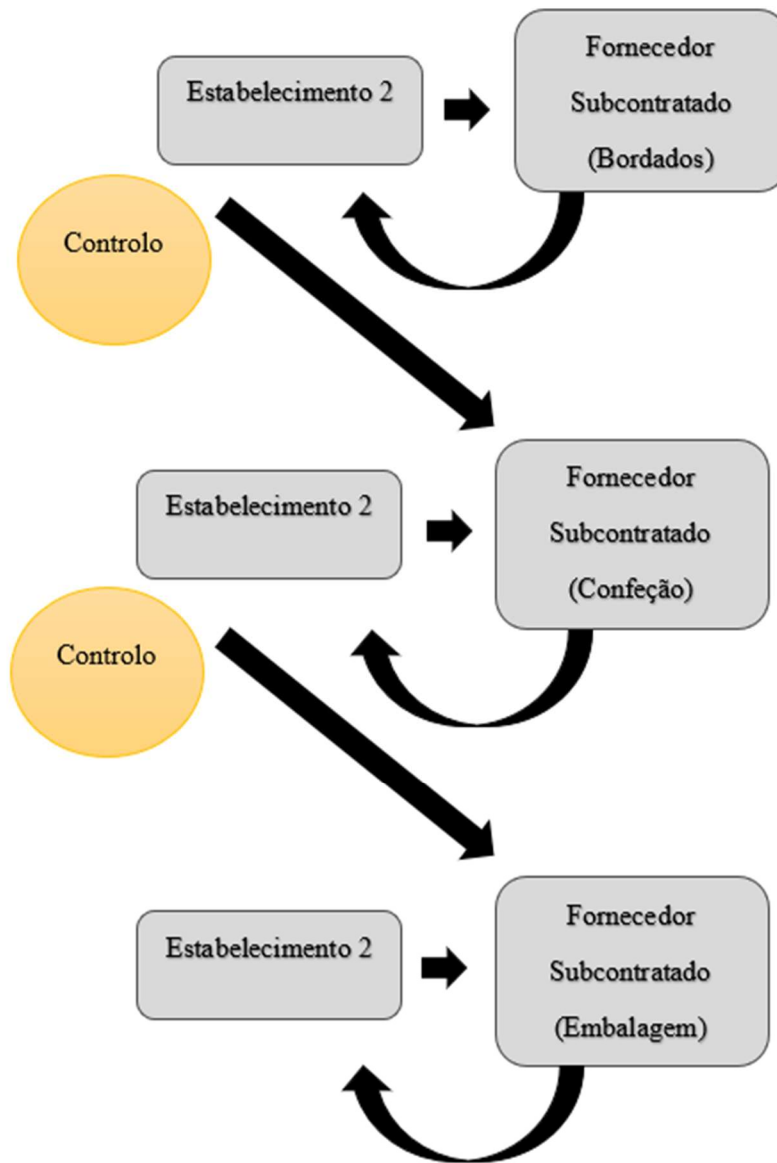 Estabelecimento 2
Fornecedor
Subcontratado
(Bordados)
Controlo
Estabelecimento 2
Fornecedor
Subcontratado
(Confeção)
Controlo
Estabelecimento 2
Fornecedor
Subcontratado
(Embalagem)